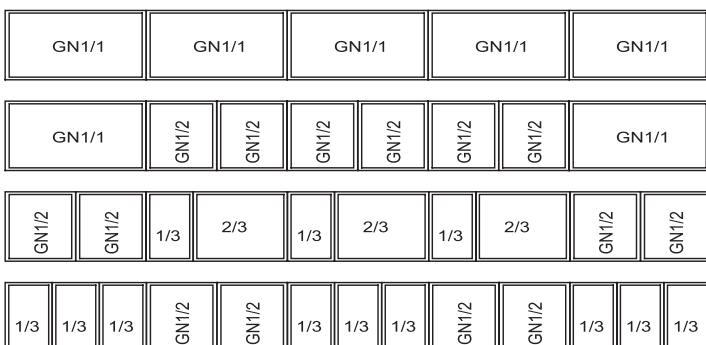 GN1/1 GN1/1 GN1/1 GN1/1 GN1/1
GN1/1 GN1/2 GN1/2 GN1/2 GN1/2 GN1/2 GN1/2 GN1/1
GN1/2 GN1/2 1/3 2/3 1/3 2/3 1/3 2/3 GN1/2 GN1/2
1/3 1/3 1/3 GN1/2 GN1/2 1/3 1/3 1/3 GN1/2 GN1/2 1/3 1/3 1/3